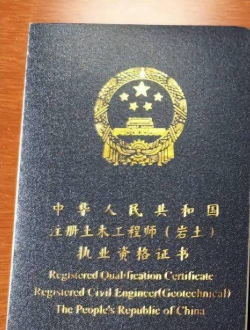 中华人民共和国
注册土木工程师（岩土）
执业资格证书
Registered Qualification Certificate
Registered Civil Engineer(Geotechnical)
The People's Republic of China